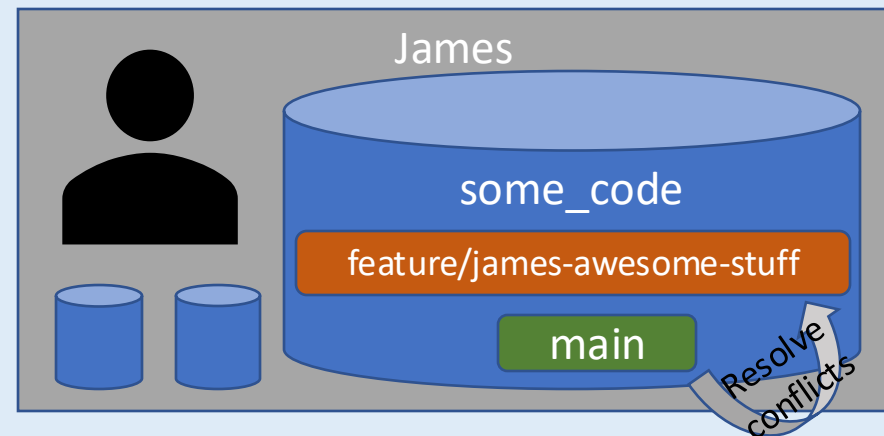 James
some_code
feature/james-awesome-stuff
main
Resolve
conflicts